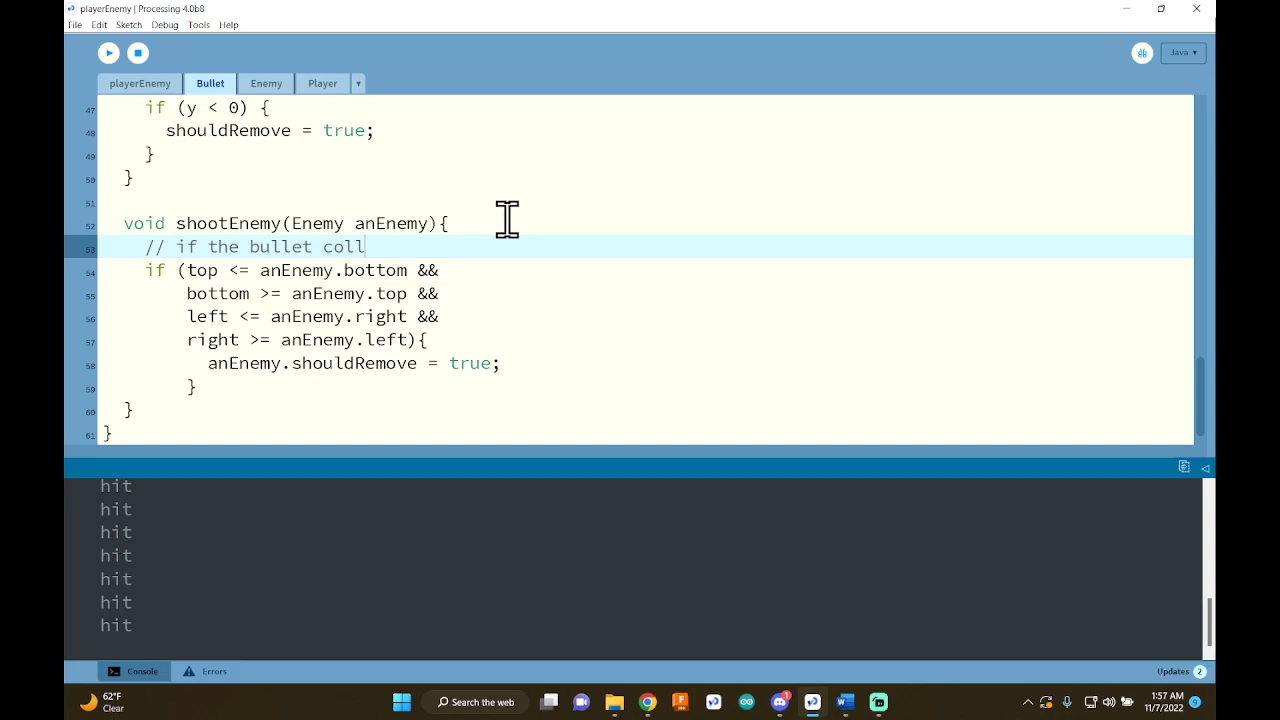 playerEnemy | Processing 4.0b8
File Edit Sketch Debug Tools Help
Java ▾
playerEnemy Bullet Enemy Player ▾
47 if (y < 0) {
48 shouldRemove = true;
49 }
50 }
51
52 void shootEnemy(Enemy anEnemy){
53 // if the bullet coll
54 if (top <= anEnemy.bottom &&
55 bottom >= anEnemy.top &&
56 left <= anEnemy.right &&
57 right >= anEnemy.left){
58 anEnemy.shouldRemove = true;
59 }
60 }
61 }
hit
hit
hit
hit
hit
hit
hit
Console Errors
Updates 2
62°F
Clear
Search the web
1
1:57 AM
11/7/2022
9